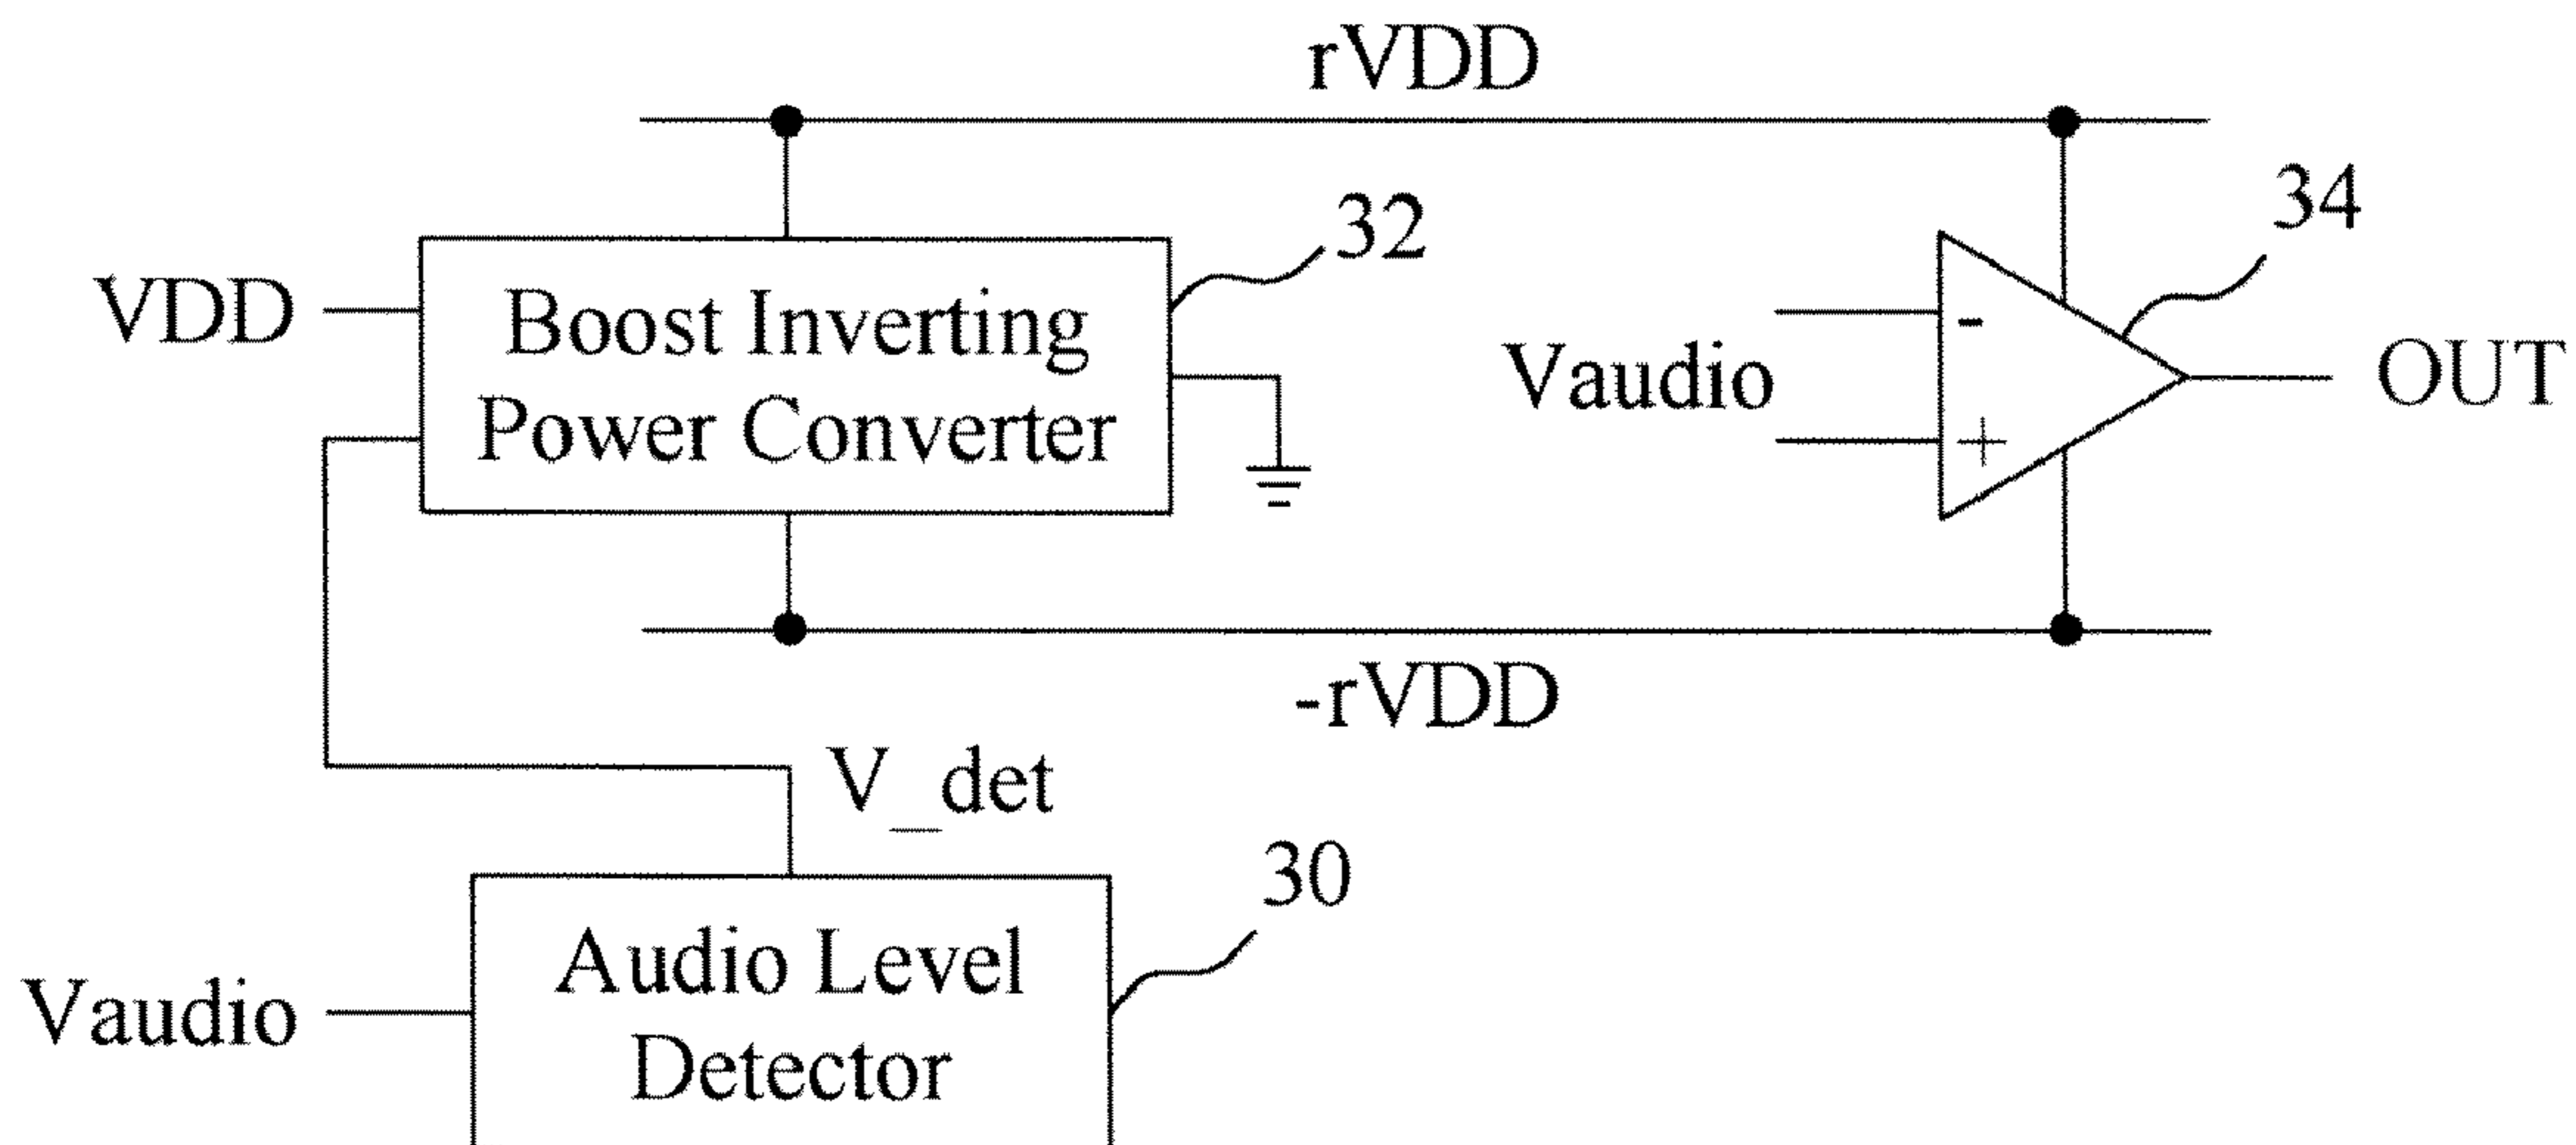 rVDD
34
32
VDD
Boost Inverting
Power Converter
-
Vaudio
+
OUT
-rVDD
V_det
30
Audio Level
Detector
Vaudio